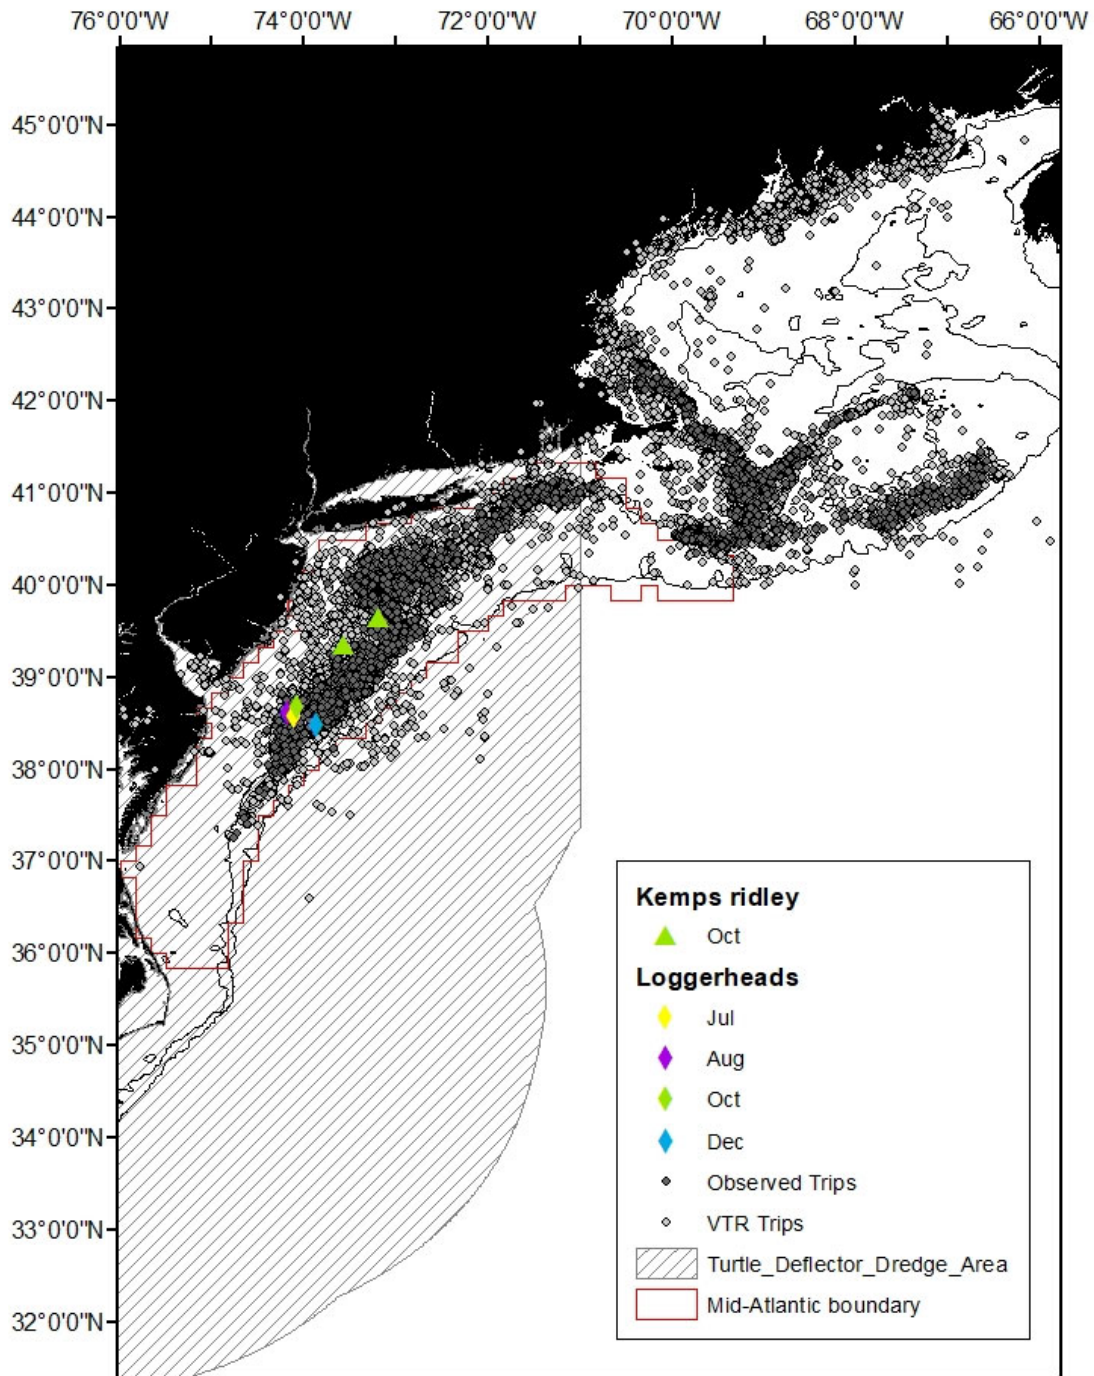 76°0'0"W 74°0'0"W 72°0'0"W 70°0'0"W 68°0'0"W 66°0'0"W
45°0'0"N
44°0'0"N
43°0'0"N
42°0'0"N
41°0'0"N
40°0'0"N
39°0'0"N
38°0'0"N
37°0'0"N
36°0'0"N
35°0'0"N
34°0'0"N
33°0'0"N
32°0'0"N
Kemps ridley
Oct
Loggerheads
Jul
Aug
Oct
Dec
Observed Trips
VTR Trips
Turtle_Deflector_Dredge_Area
Mid-Atlantic boundary